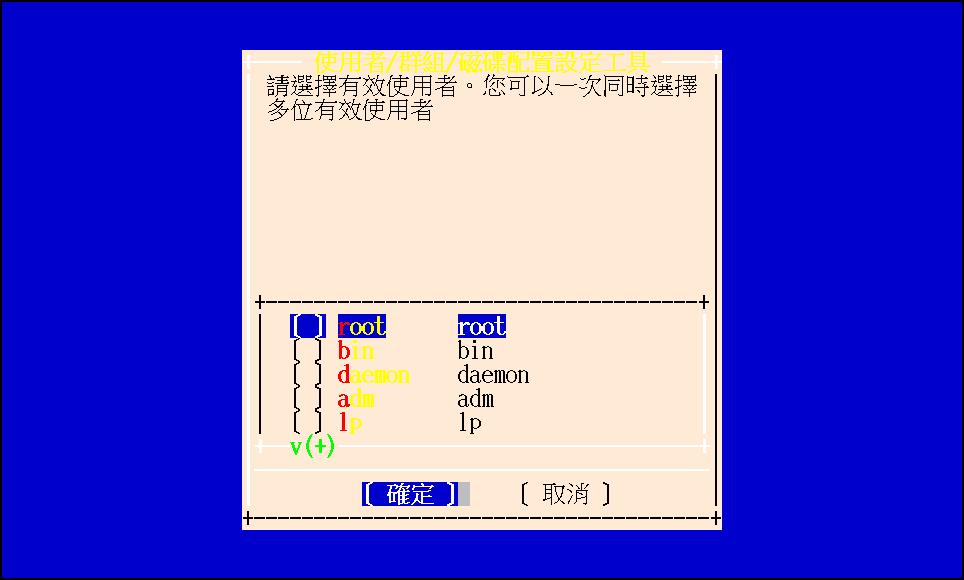 使用者/群組/磁碟配置設定工具
請選擇有效使用者。您可以一次同時選擇
多位有效使用者
[ ] root root
[ ] bin bin
[ ] daemon daemon
[ ] adm adm
[ ] lp lp
v(+)
[ 確定 ] [ 取消 ]